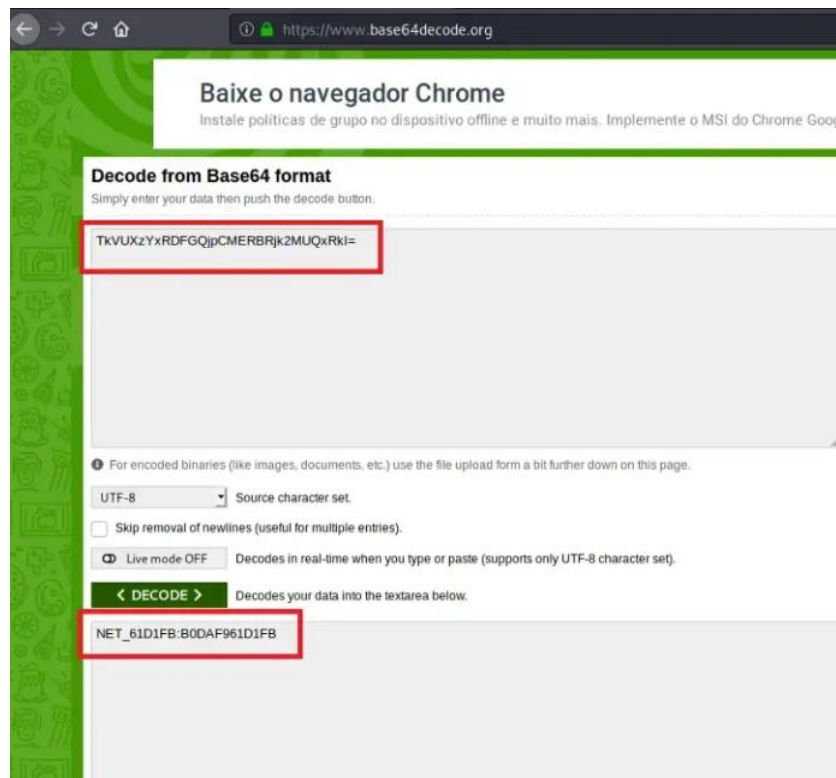 https://www.base64decode.org
Baixe o navegador Chrome
Instale políticas de grupo no dispositivo offline e muito mais. Implemente o MSI do Chrome Goog
Decode from Base64 format
Simply enter your data then push the decode button.
TkVUXzYxRDFGQjpCMERBRjk2MUQxRkI=
For encoded binaries (like images, documents, etc.) use the file upload form a bit further down on this page.
UTF-8 Source character set.
Skip removal of newlines (useful for multiple entries).
Live mode OFF Decodes in real-time when you type or paste (supports only UTF-8 character set).
< DECODE > Decodes your data into the textarea below.
NET_61D1FB:B0DAF961D1FB